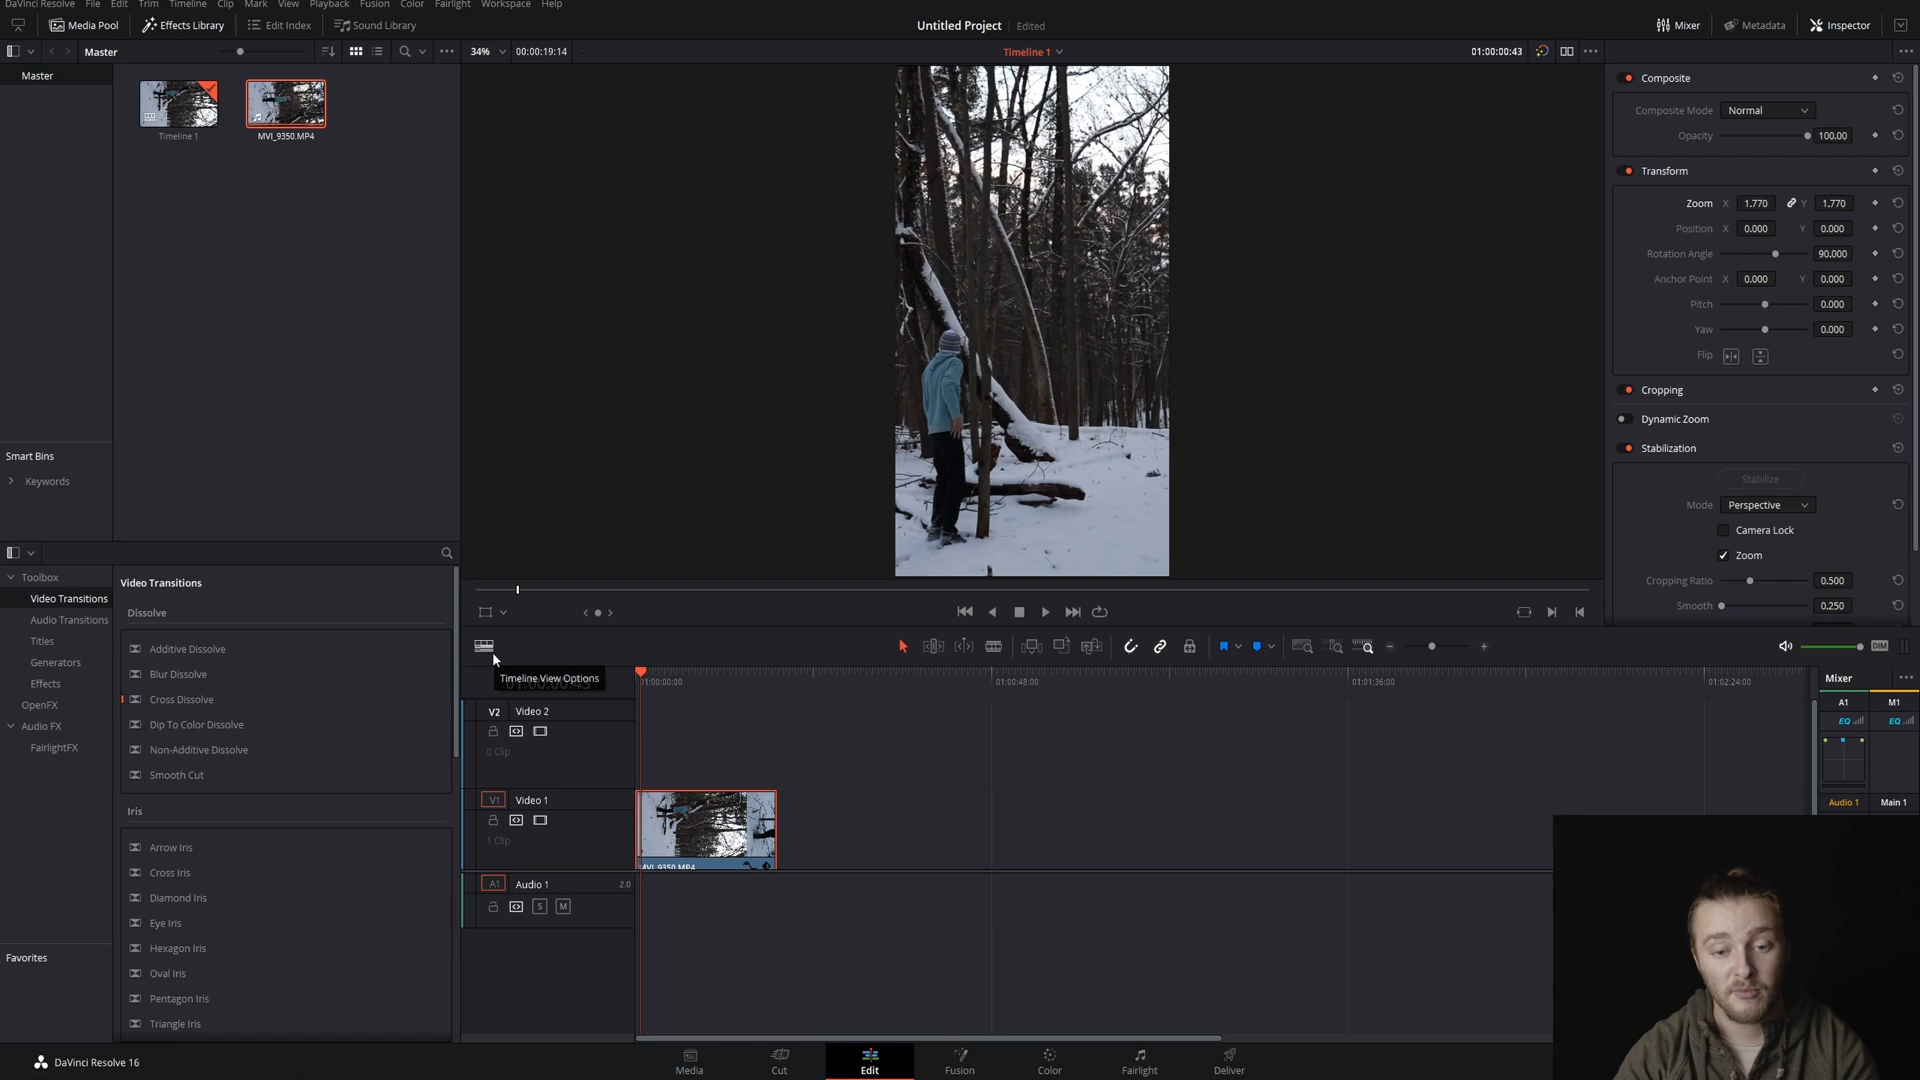 DaVinci Resolve File Edit Trim Timeline Clip Mark View Playback Fusion Color Fairlight Workspace Help
Media Pool Effects Library Edit Index Sound Library Untitled Project Edited Mixer Metadata Inspector
Master 34% 00:00:19:14 Timeline 1 01:00:00:43
Master
Timeline 1 MVI_9350.MP4
Composite
Composite Mode Normal
Opacity 100.00
Transform
Zoom X 1.770 Y 1.770
Position X 0.000 Y 0.000
Rotation Angle 90.000
Anchor Point X 0.000 Y 0.000
Pitch 0.000
Yaw 0.000
Flip
Cropping
Dynamic Zoom
Stabilization
Stabilize
Mode Perspective
Camera Lock
Zoom
Cropping Ratio 0.500
Smooth 0.250
Smart Bins
Keywords
Toolbox
Video Transitions
Audio Transitions
Titles
Generators
Effects
OpenFX
Audio FX
FairlightFX
Favorites
Video Transitions
Dissolve
Additive Dissolve
Blur Dissolve
Cross Dissolve
Dip To Color Dissolve
Non-Additive Dissolve
Smooth Cut
Iris
Arrow Iris
Cross Iris
Diamond Iris
Eye Iris
Hexagon Iris
Oval Iris
Pentagon Iris
Triangle Iris
DIM
Timeline View Options
01:00:00:00 01:00:48:00 01:01:36:00 01:02:24:00
V2 Video 2
0 Clip
V1 Video 1
1 Clip
MVI_9350.MP4
A1 Audio 1 2.0
S M
Mixer
A1 M1
EQ EQ
Audio 1 Main 1
DaVinci Resolve 16
Media Cut Edit Fusion Color Fairlight Deliver